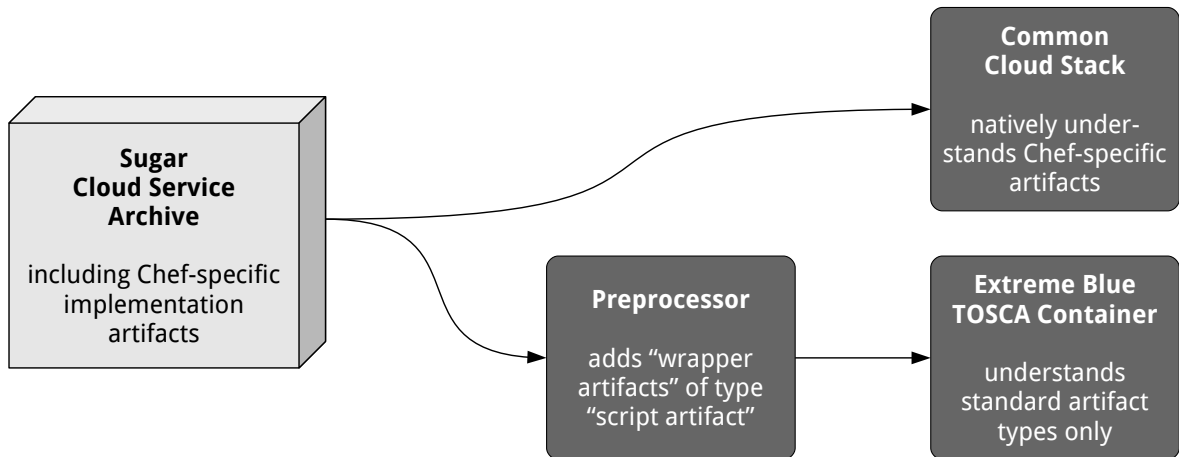 Sugar
Cloud Service
Archive
including Chef-specific
implementation
artifacts
Common
Cloud Stack
natively under-
stands Chef-specific
artifacts
Preprocessor
adds “wrapper
artifacts” of type
“script artifact”
Extreme Blue
TOSCA Container
understands
standard artifact
types only